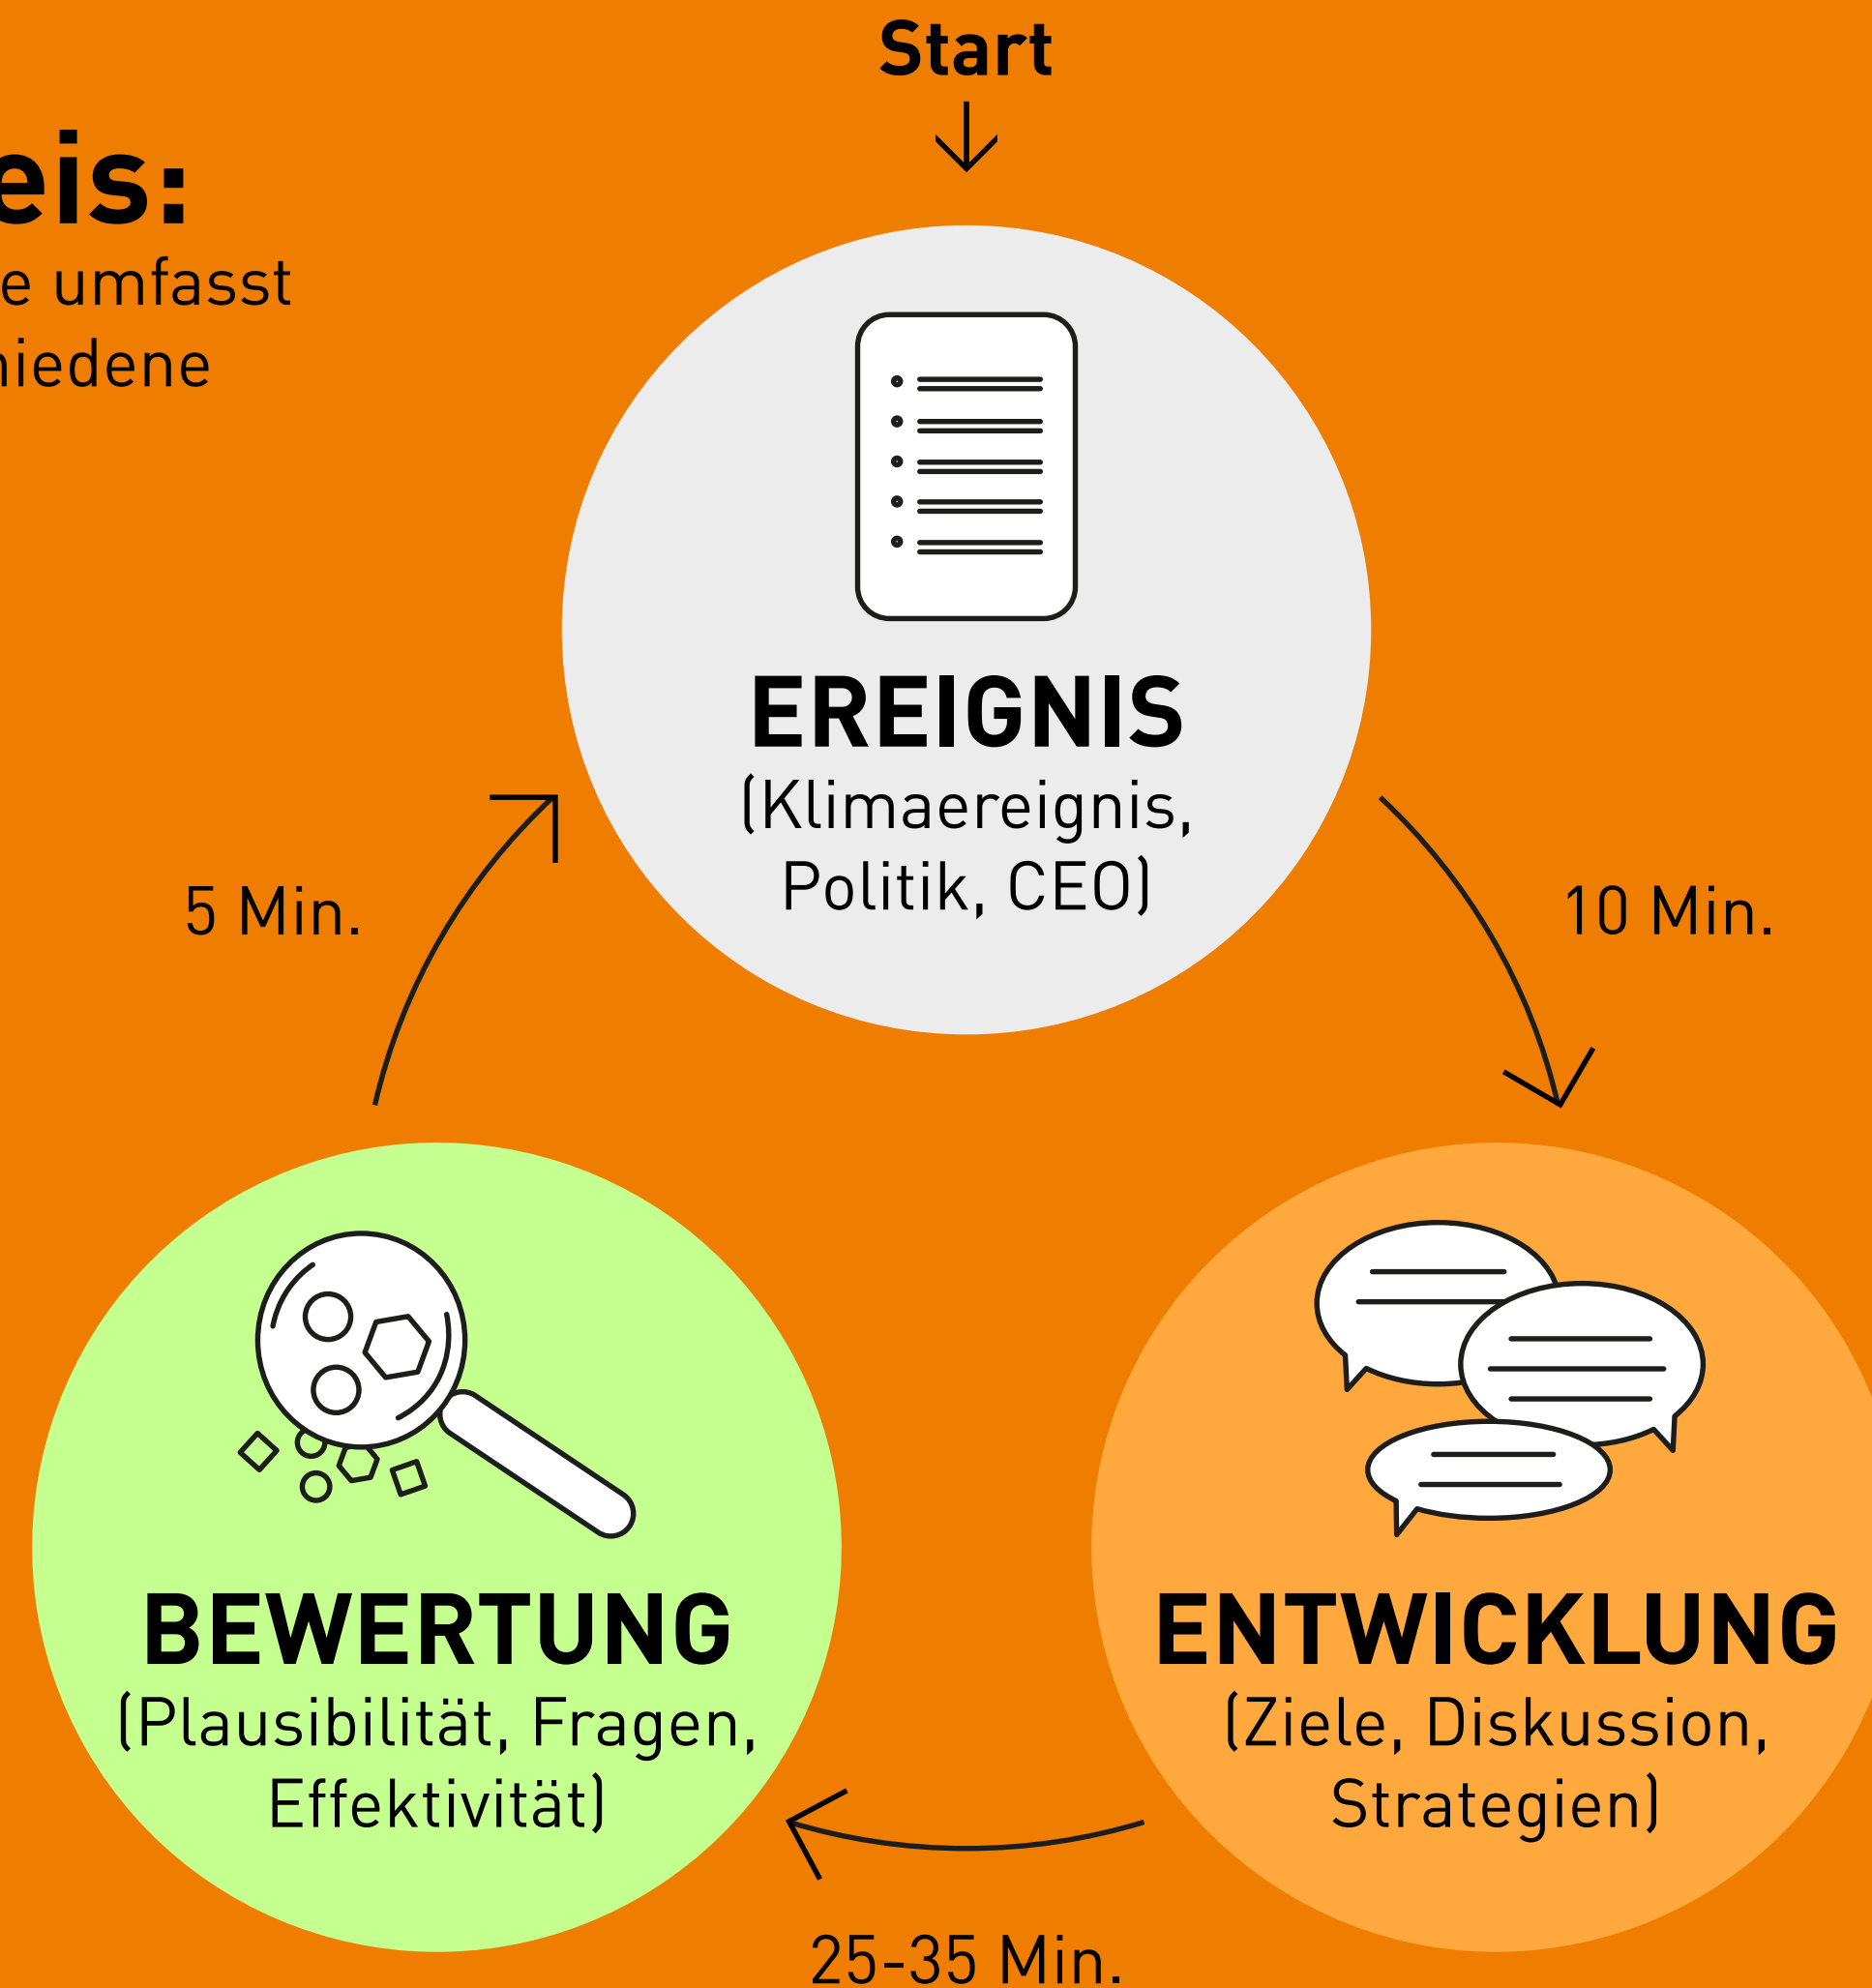 Start
eis:
e umfasst
iedene
EREIGNIS
(Klimaereignis,
Politik, CEO)
5 Min.
10 Min.
BEWERTUNG
(Plausibilität, Fragen,
Effektivität)
ENTWICKLUNG
(Ziele, Diskussion,
Strategien)
25-35 Min.